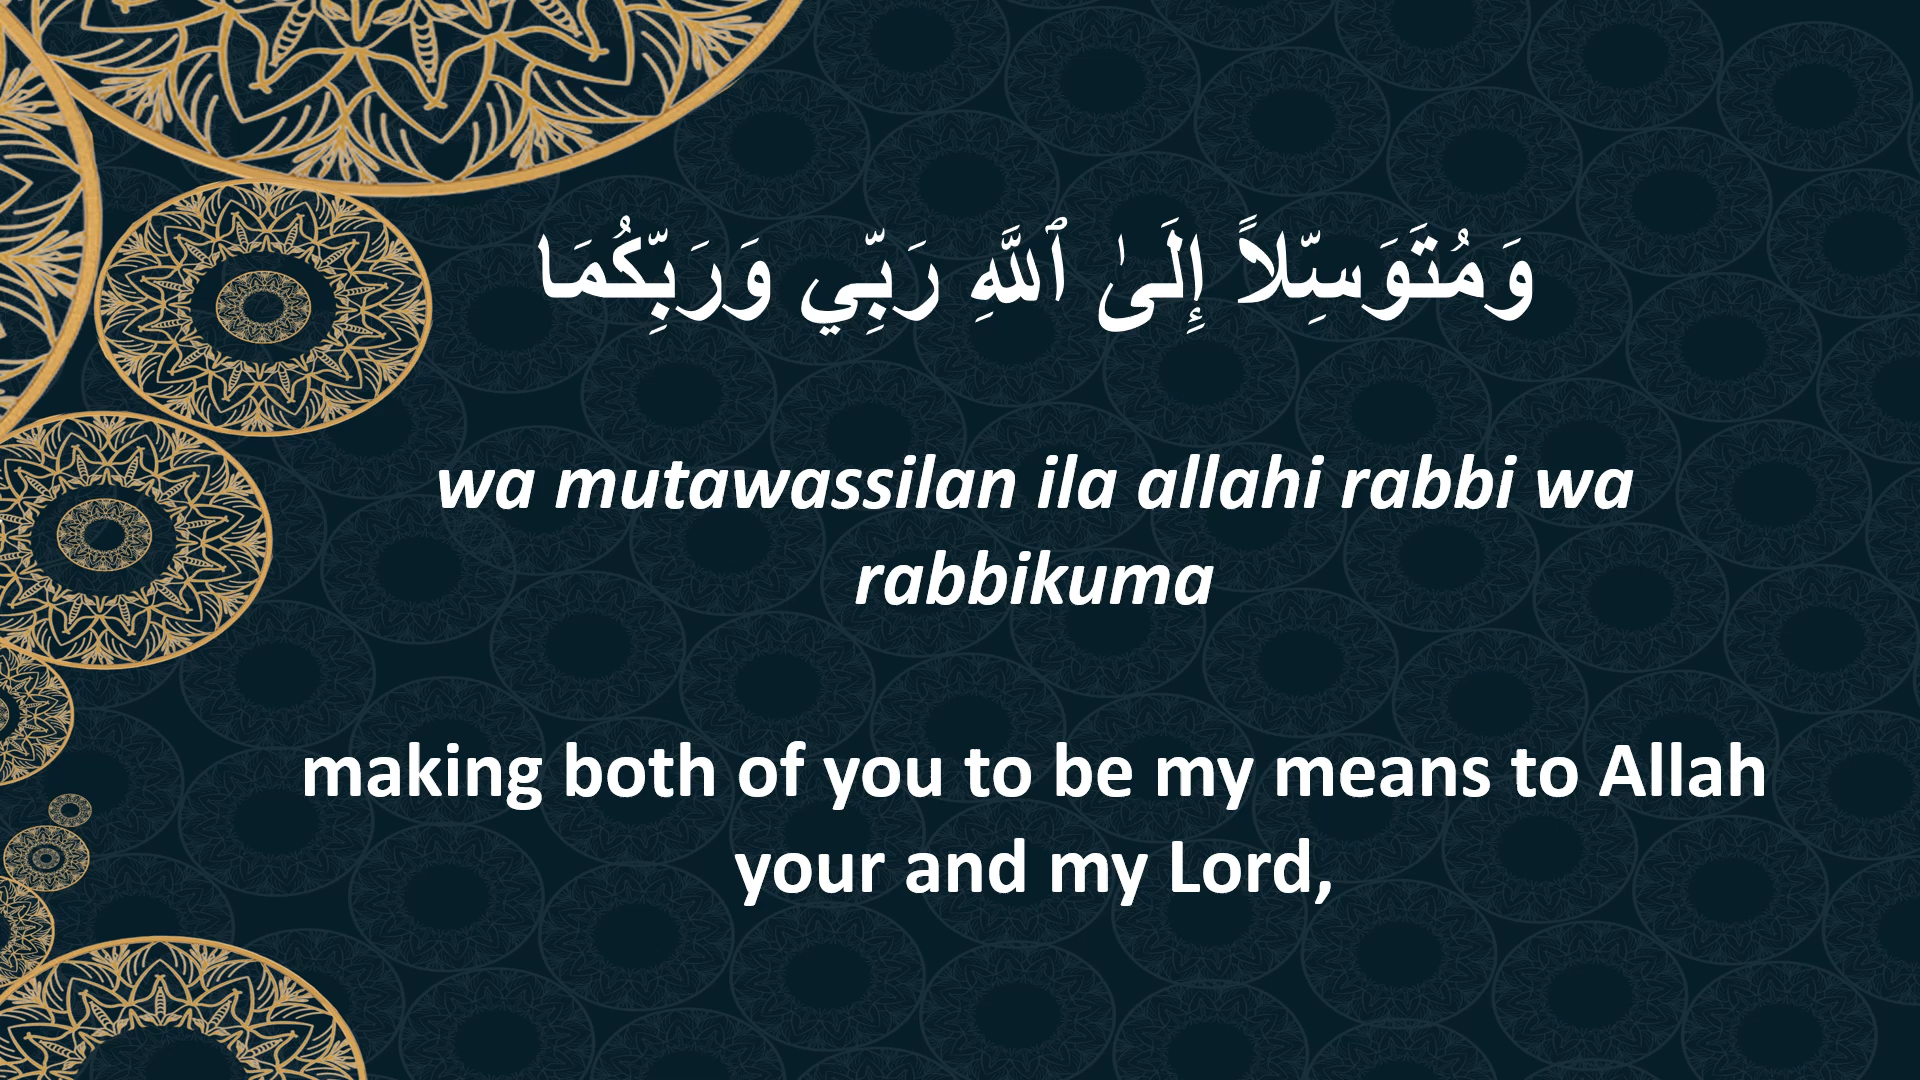 وَمُتَوَسِّلاً إِلَىٰ ٱللَّهِ رَبِّي وَرَبِّكُمَا
wa mutawassilan ila allahi rabbi wa
rabbikuma
making both of you to be my means to Allah
your and my Lord,